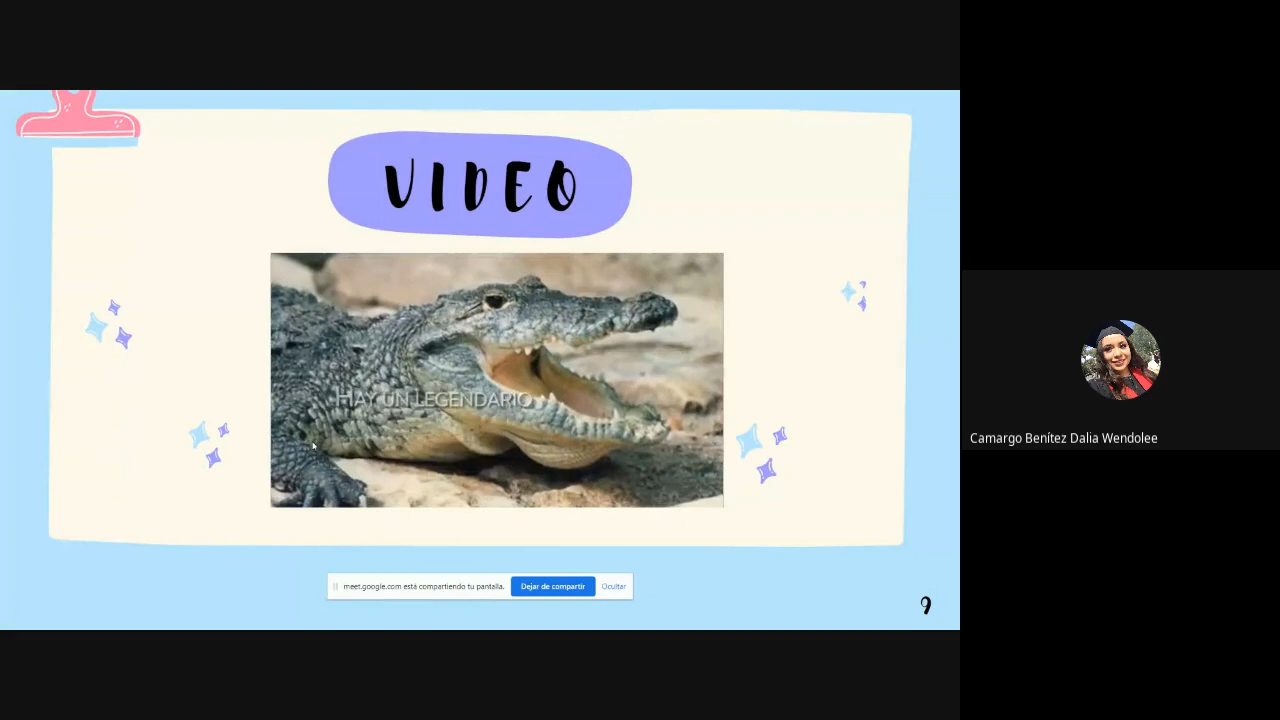 VIDEO
HAY UN LEGENDARIO
meet.google.com está compartiendo tu pantalla.
Dejar de compartir
Ocultar
9
Camargo Benítez Dalia Wendolee